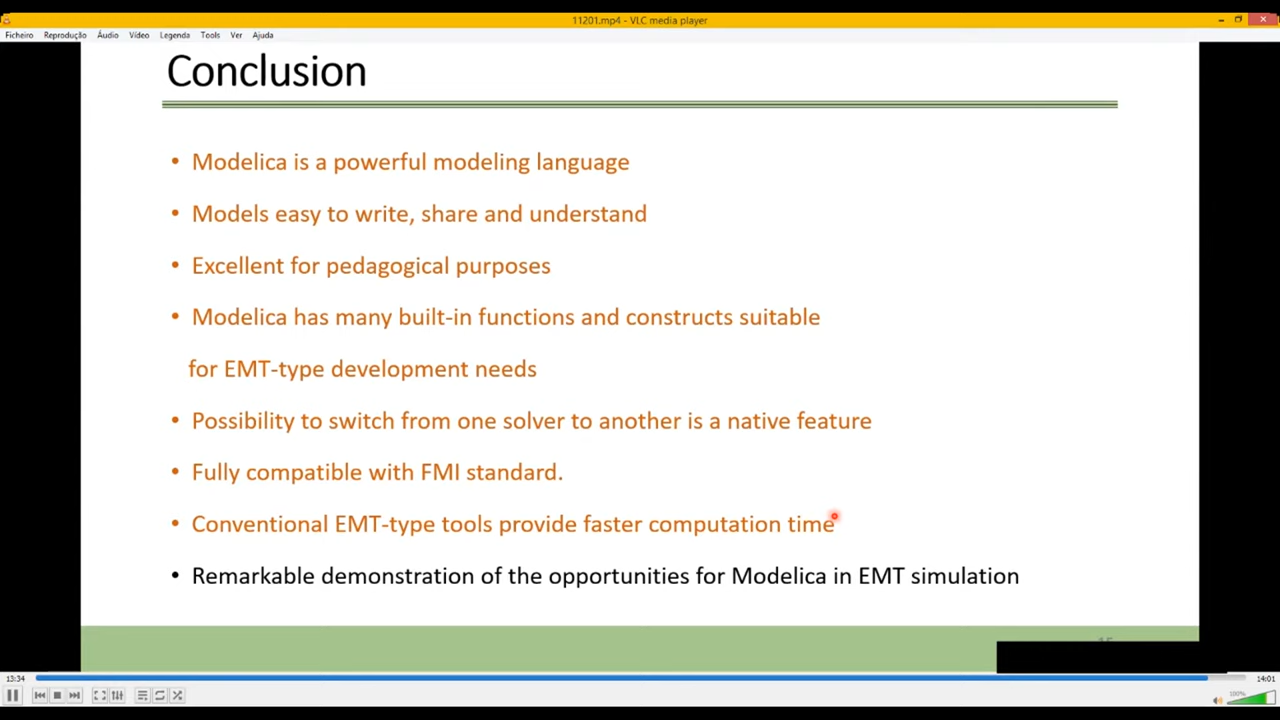 11201.mp4 - VLC media player
Ficheiro Reprodução Áudio Vídeo Legenda Tools Ver Ajuda
Conclusion
• Modelica is a powerful modeling language
• Models easy to write, share and understand
• Excellent for pedagogical purposes
• Modelica has many built-in functions and constructs suitable
for EMT-type development needs
• Possibility to switch from one solver to another is a native feature
• Fully compatible with FMI standard.
• Conventional EMT-type tools provide faster computation time
• Remarkable demonstration of the opportunities for Modelica in EMT simulation
13:34 14:01
100%